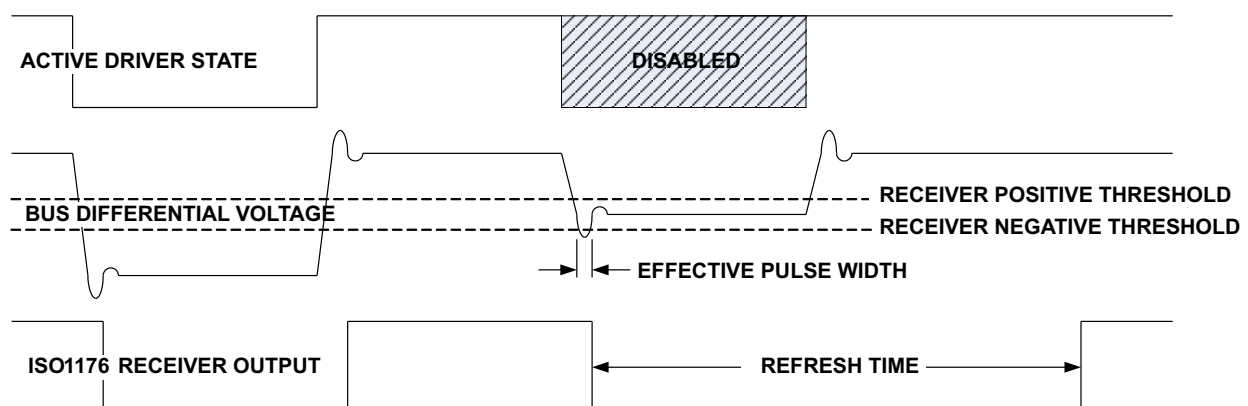 ACTIVE DRIVER STATE
DISABLED
RECEIVER POSITIVE THRESHOLD
BUS DIFFERENTIAL VOLTAGE
RECEIVER NEGATIVE THRESHOLD
EFFECTIVE PULSE WIDTH
ISO1176 RECEIVER OUTPUT
REFRESH TIME